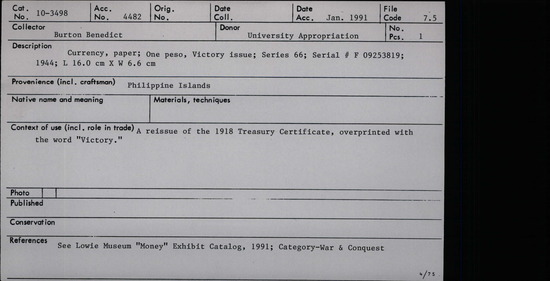 Cat. No. 10-3498 Acc. No. 4482 Orig. No. Date Coll. Date Acc. Jan. 1991 File Code 7.5
Collector Burton Benedict Donor University Appropriation No. Pcs. 1
Description Currency, paper; One peso, Victory issue; Series 66; Serial # F 09253819;
1944; L 16.0 cm X W 6.6 cm
Provenience (incl. craftsman) Philippine Islands
Native name and meaning Materials, techniques
Context of use (incl. role in trade) A reissue of the 1918 Treasury Certificate, overprinted with
the word "Victory."
Photo
Published
Conservation
References See Lowie Museum "Money" Exhibit Catalog, 1991; Category-War & Conquest
4/75